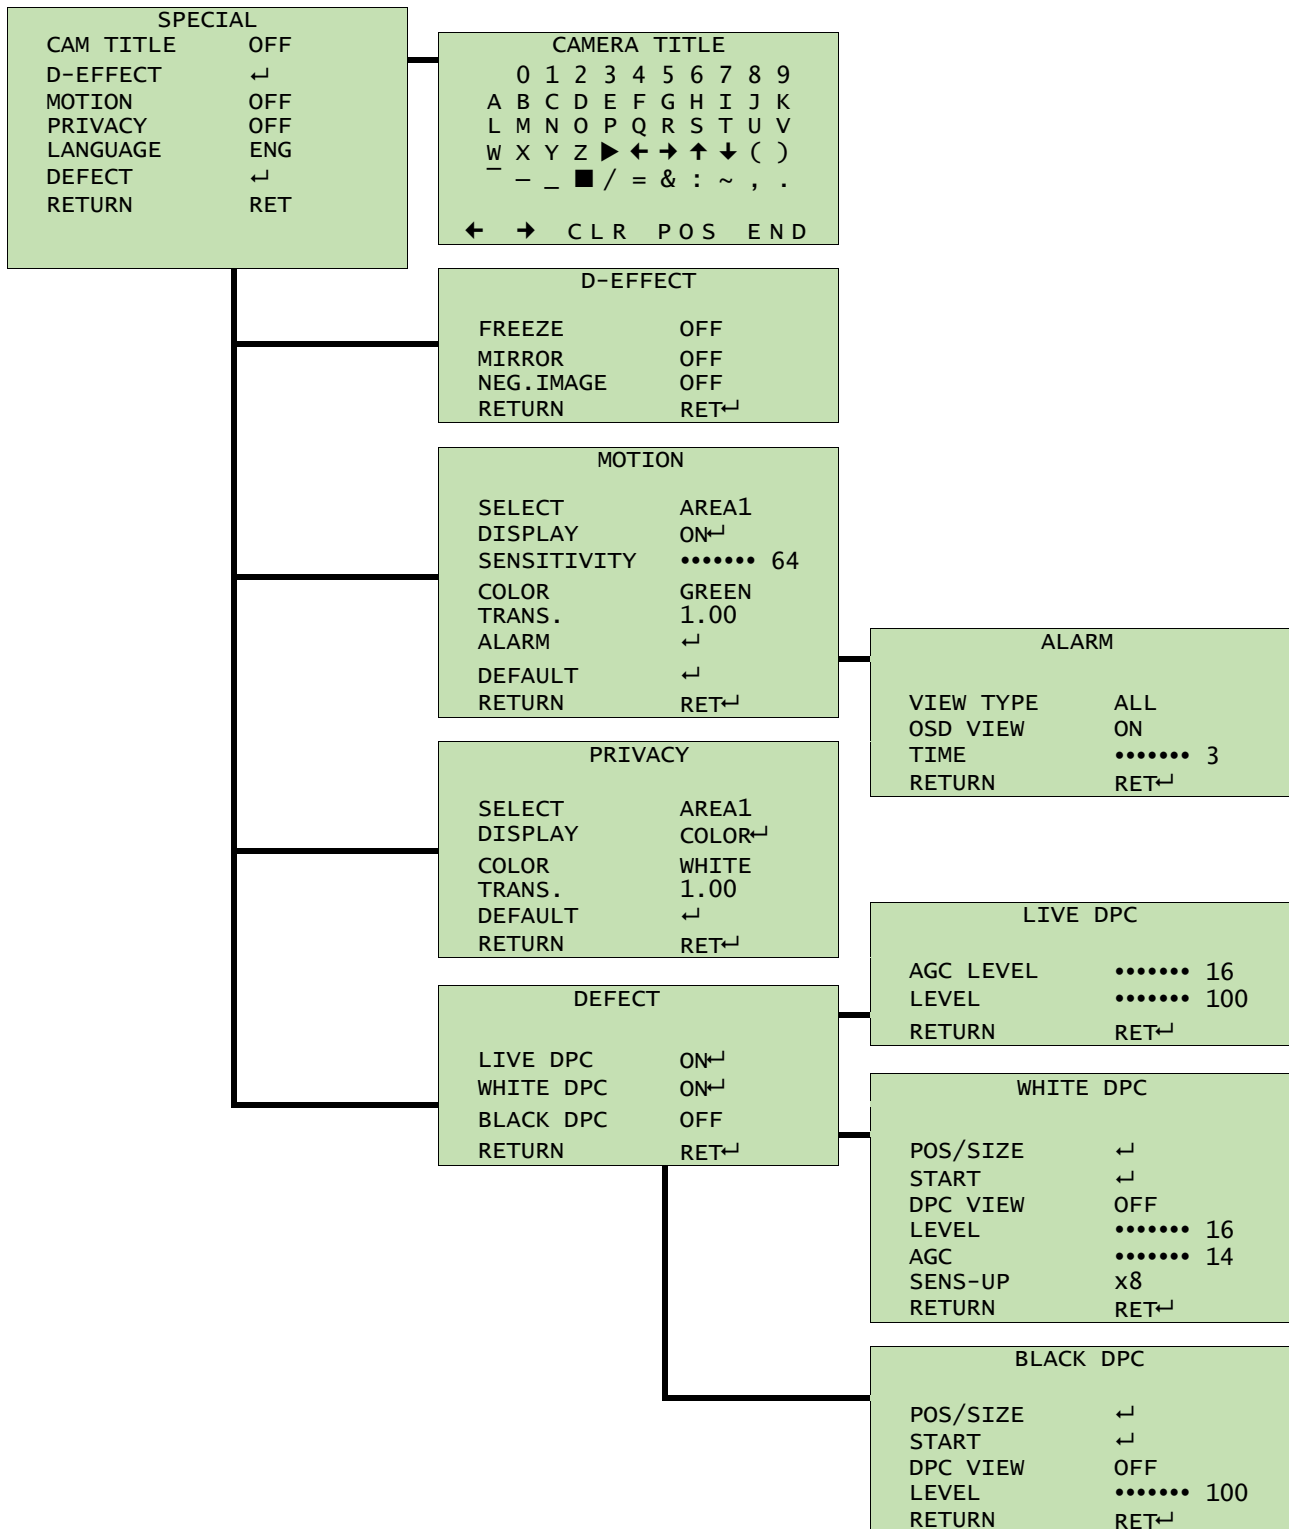 SPECIAL
CAM TITLE OFF
D-EFFECT ↵
MOTION OFF
PRIVACY OFF
LANGUAGE ENG
DEFECT ↵
RETURN RET
CAMERA TITLE
0 1 2 3 4 5 6 7 8 9
A B C D E F G H I J K
L M N O P Q R S T U V
W X Y Z ▶ ← → ↑ ↓ ( )
‾ – _ ■ / = & : ~ , .
← → CLR POS END
D-EFFECT
FREEZE OFF
MIRROR OFF
NEG.IMAGE OFF
RETURN RET↵
MOTION
SELECT AREA1
DISPLAY ON↵
SENSITIVITY ••••••• 64
COLOR GREEN
TRANS. 1.00
ALARM ↵
DEFAULT ↵
RETURN RET↵
ALARM
VIEW TYPE ALL
OSD VIEW ON
TIME ••••••• 3
RETURN RET↵
PRIVACY
SELECT AREA1
DISPLAY COLOR↵
COLOR WHITE
TRANS. 1.00
DEFAULT ↵
RETURN RET↵
DEFECT
LIVE DPC ON↵
WHITE DPC ON↵
BLACK DPC OFF
RETURN RET↵
LIVE DPC
AGC LEVEL ••••••• 16
LEVEL ••••••• 100
RETURN RET↵
WHITE DPC
POS/SIZE ↵
START ↵
DPC VIEW OFF
LEVEL ••••••• 16
AGC ••••••• 14
SENS-UP x8
RETURN RET↵
BLACK DPC
POS/SIZE ↵
START ↵
DPC VIEW OFF
LEVEL ••••••• 100
RETURN RET↵